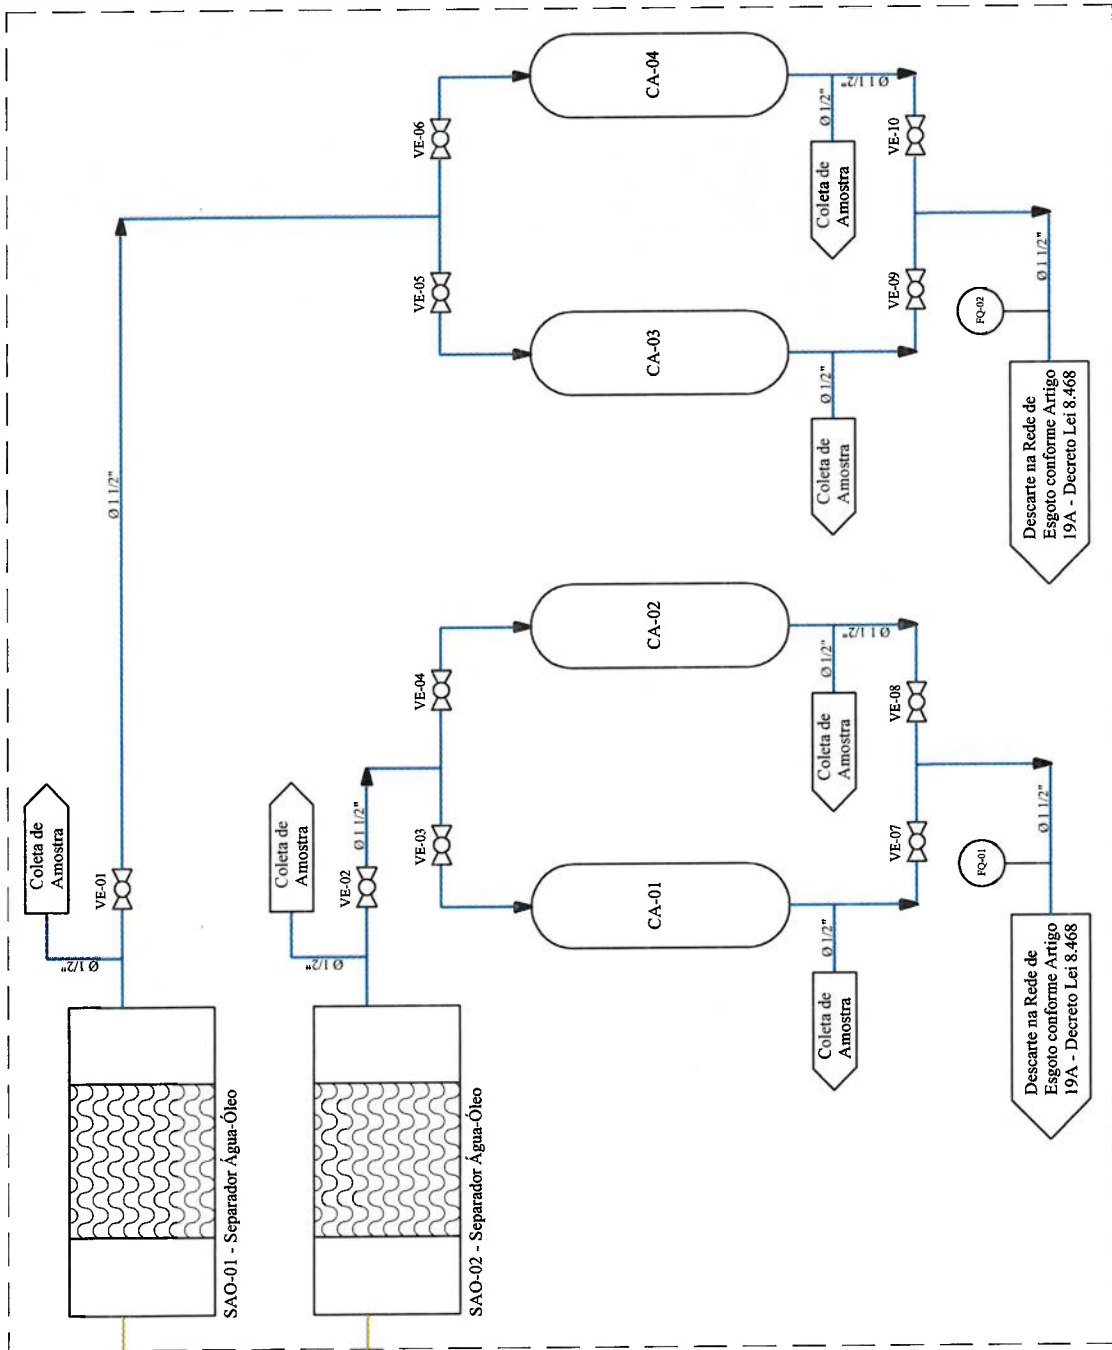 Coleta de
Amostra
Ø 1/2"
VE-01
Ø 1 1/2"
SAO-01 - Separador Água-Óleo
Coleta de
Amostra
Ø 1/2"
VE-02
Ø 1 1/2"
SAO-02 - Separador Água-Óleo
VE-03
VE-04
VE-05
VE-06
CA-01
CA-02
CA-03
CA-04
Ø 1/2"
Coleta de
Amostra
Ø 1/2"
Ø 1 1/2"
Coleta de
Amostra
Ø 1/2"
Coleta de
Amostra
Ø 1/2"
Ø 1 1/2"
Coleta de
Amostra
VE-07
VE-08
VE-09
VE-10
FQ-01
Ø 1 1/2"
Descarte na Rede de
Esgoto conforme Artigo
19A - Decreto Lei 8.468
FQ-02
Ø 1 1/2"
Descarte na Rede de
Esgoto conforme Artigo
19A - Decreto Lei 8.468